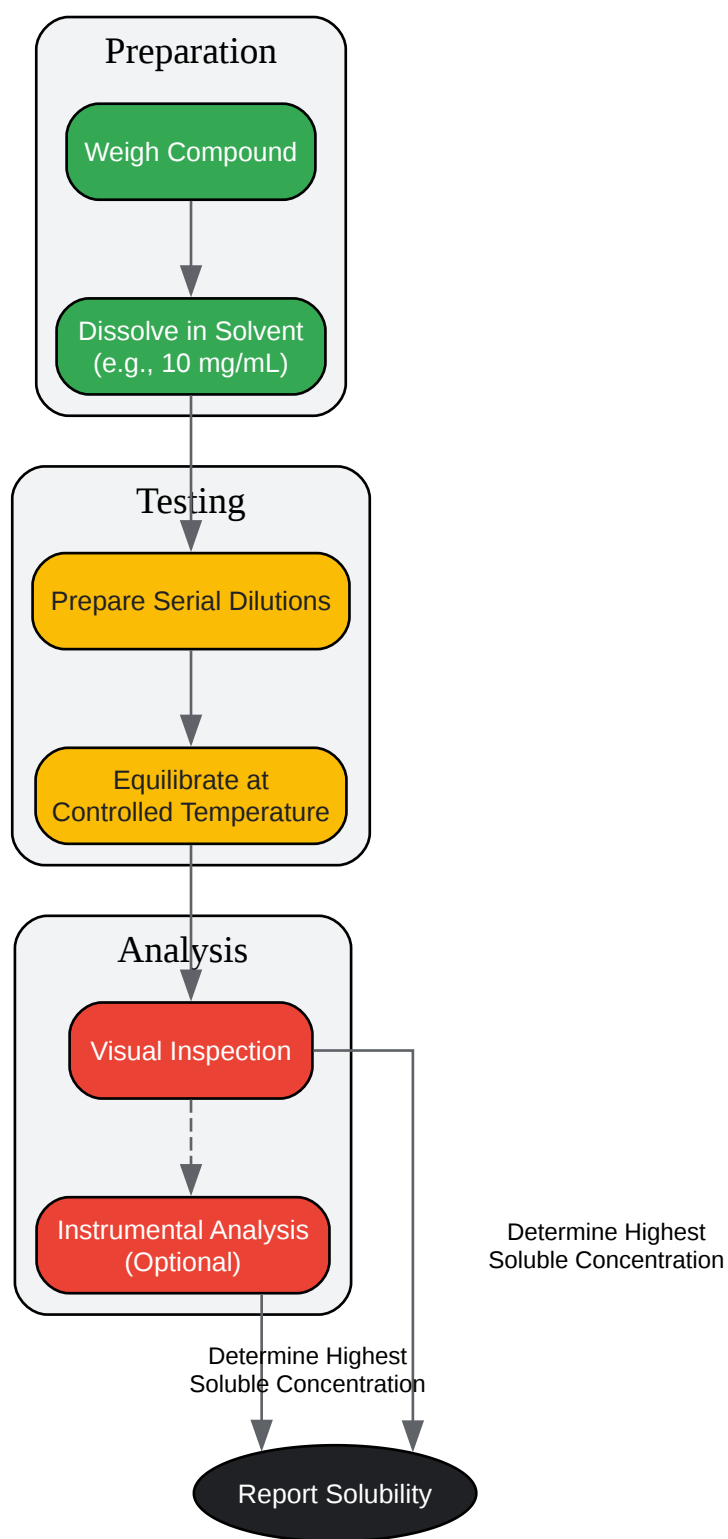 Preparation
Weigh Compound
Dissolve in Solvent
(e.g., 10 mg/mL)
Testing
Prepare Serial Dilutions
Equilibrate at
Controlled Temperature
Analysis
Visual Inspection
Instrumental Analysis
(Optional)
Determine Highest
Soluble Concentration
Determine Highest
Soluble Concentration
Report Solubility